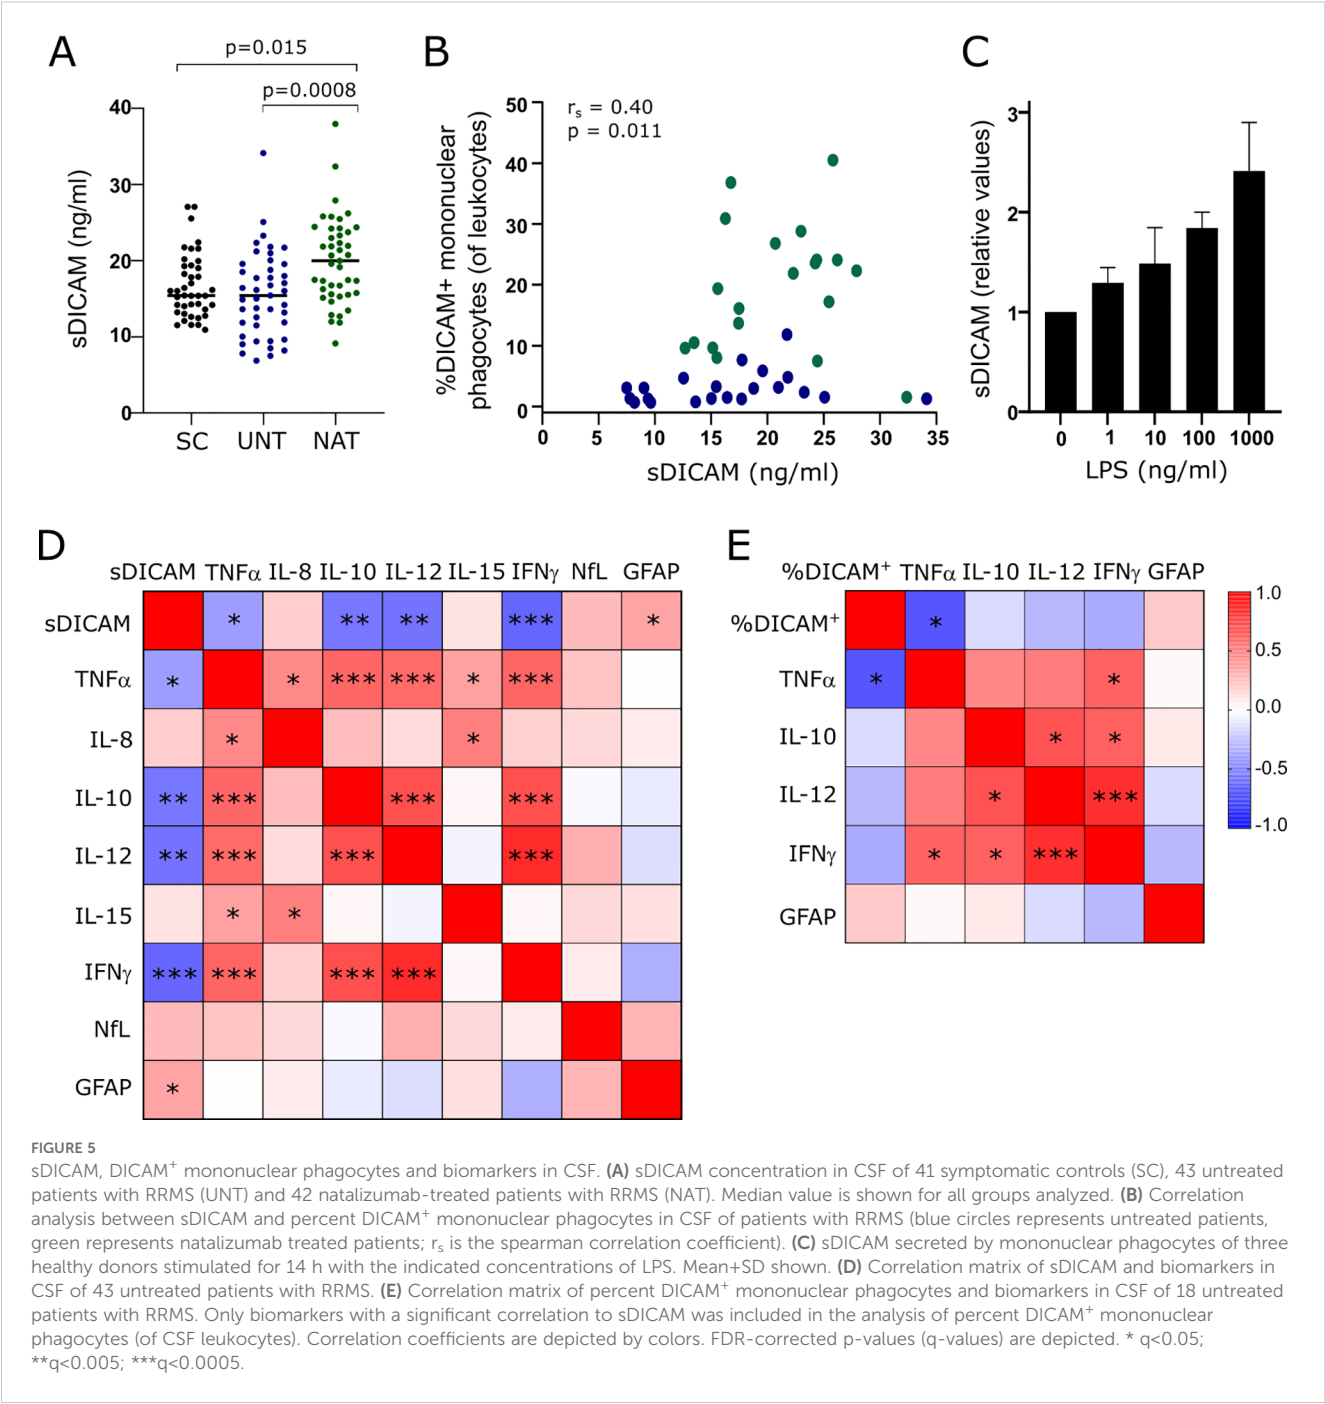 A
p=0.015
p=0.0008
sDICAM (ng/ml)
40
30
20
10
0
SC UNT NAT
B
rs = 0.40
p = 0.011
%DICAM+ mononuclear
phagocytes (of leukocytes)
50
40
30
20
10
0
0 5 10 15 20 25 30 35
sDICAM (ng/ml)
C
sDICAM (relative values)
3
2
1
0
0 1 10 100 1000
LPS (ng/ml)
D
sDICAM TNFα IL-8 IL-10 IL-12 IL-15 IFNγ NfL GFAP
sDICAM * ** ** *** *
TNFα * * *** *** * ***
IL-8 * *
IL-10 ** *** *** ***
IL-12 ** *** *** ***
IL-15 * *
IFNγ *** *** *** ***
NfL
GFAP *
E
%DICAM⁺ TNFα IL-10 IL-12 IFNγ GFAP
%DICAM⁺ *
TNFα * *
IL-10 * *
IL-12 * ***
IFNγ * * ***
GFAP
1.0
0.5
0.0
-0.5
-1.0
FIGURE 5
sDICAM, DICAM⁺ mononuclear phagocytes and biomarkers in CSF. (A) sDICAM concentration in CSF of 41 symptomatic controls (SC), 43 untreated
patients with RRMS (UNT) and 42 natalizumab-treated patients with RRMS (NAT). Median value is shown for all groups analyzed. (B) Correlation
analysis between sDICAM and percent DICAM⁺ mononuclear phagocytes in CSF of patients with RRMS (blue circles represents untreated patients,
green represents natalizumab treated patients; rs is the spearman correlation coefficient). (C) sDICAM secreted by mononuclear phagocytes of three
healthy donors stimulated for 14 h with the indicated concentrations of LPS. Mean+SD shown. (D) Correlation matrix of sDICAM and biomarkers in
CSF of 43 untreated patients with RRMS. (E) Correlation matrix of percent DICAM⁺ mononuclear phagocytes and biomarkers in CSF of 18 untreated
patients with RRMS. Only biomarkers with a significant correlation to sDICAM was included in the analysis of percent DICAM⁺ mononuclear
phagocytes (of CSF leukocytes). Correlation coefficients are depicted by colors. FDR-corrected p-values (q-values) are depicted. * q<0.05;
**q<0.005; ***q<0.0005.